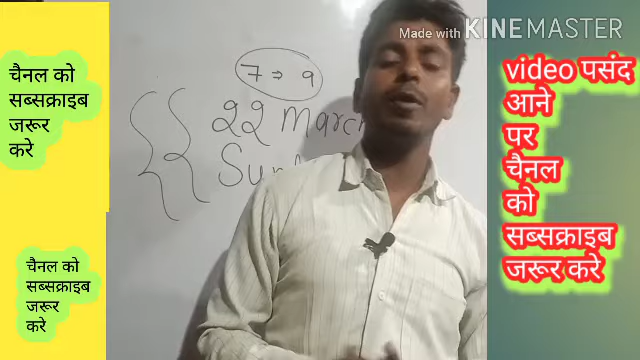 Made with KINEMASTER
चैनल को
सब्सक्राइब
जरूर
करे
7 ⇒ 9
22 March
video पसंद
आने
पर
चैनल
को
सब्सक्राइब
जरूर करे
चैनल को
सब्सक्राइब
जरूर
करे